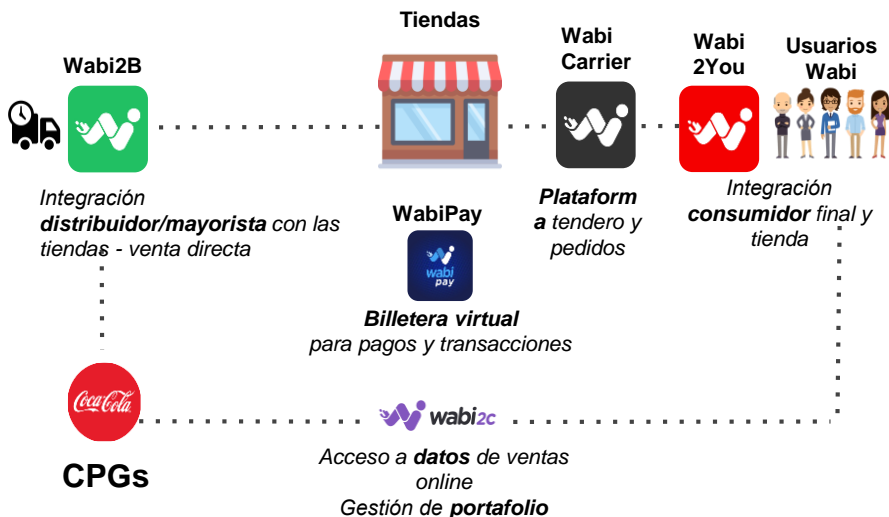 Tiendas
Wabi2B
Wabi
Carrier
Wabi
2You
Usuarios
Wabi
Integración
distribuidor/mayorista con las
tiendas - venta directa
WabiPay
wabi
pay
Billetera virtual
para pagos y transacciones
Plataform
a tendero y
pedidos
Integración
consumidor final y
tienda
Coca-Cola
CPGs
wabi2c
Acceso a datos de ventas
online
Gestión de portafolio